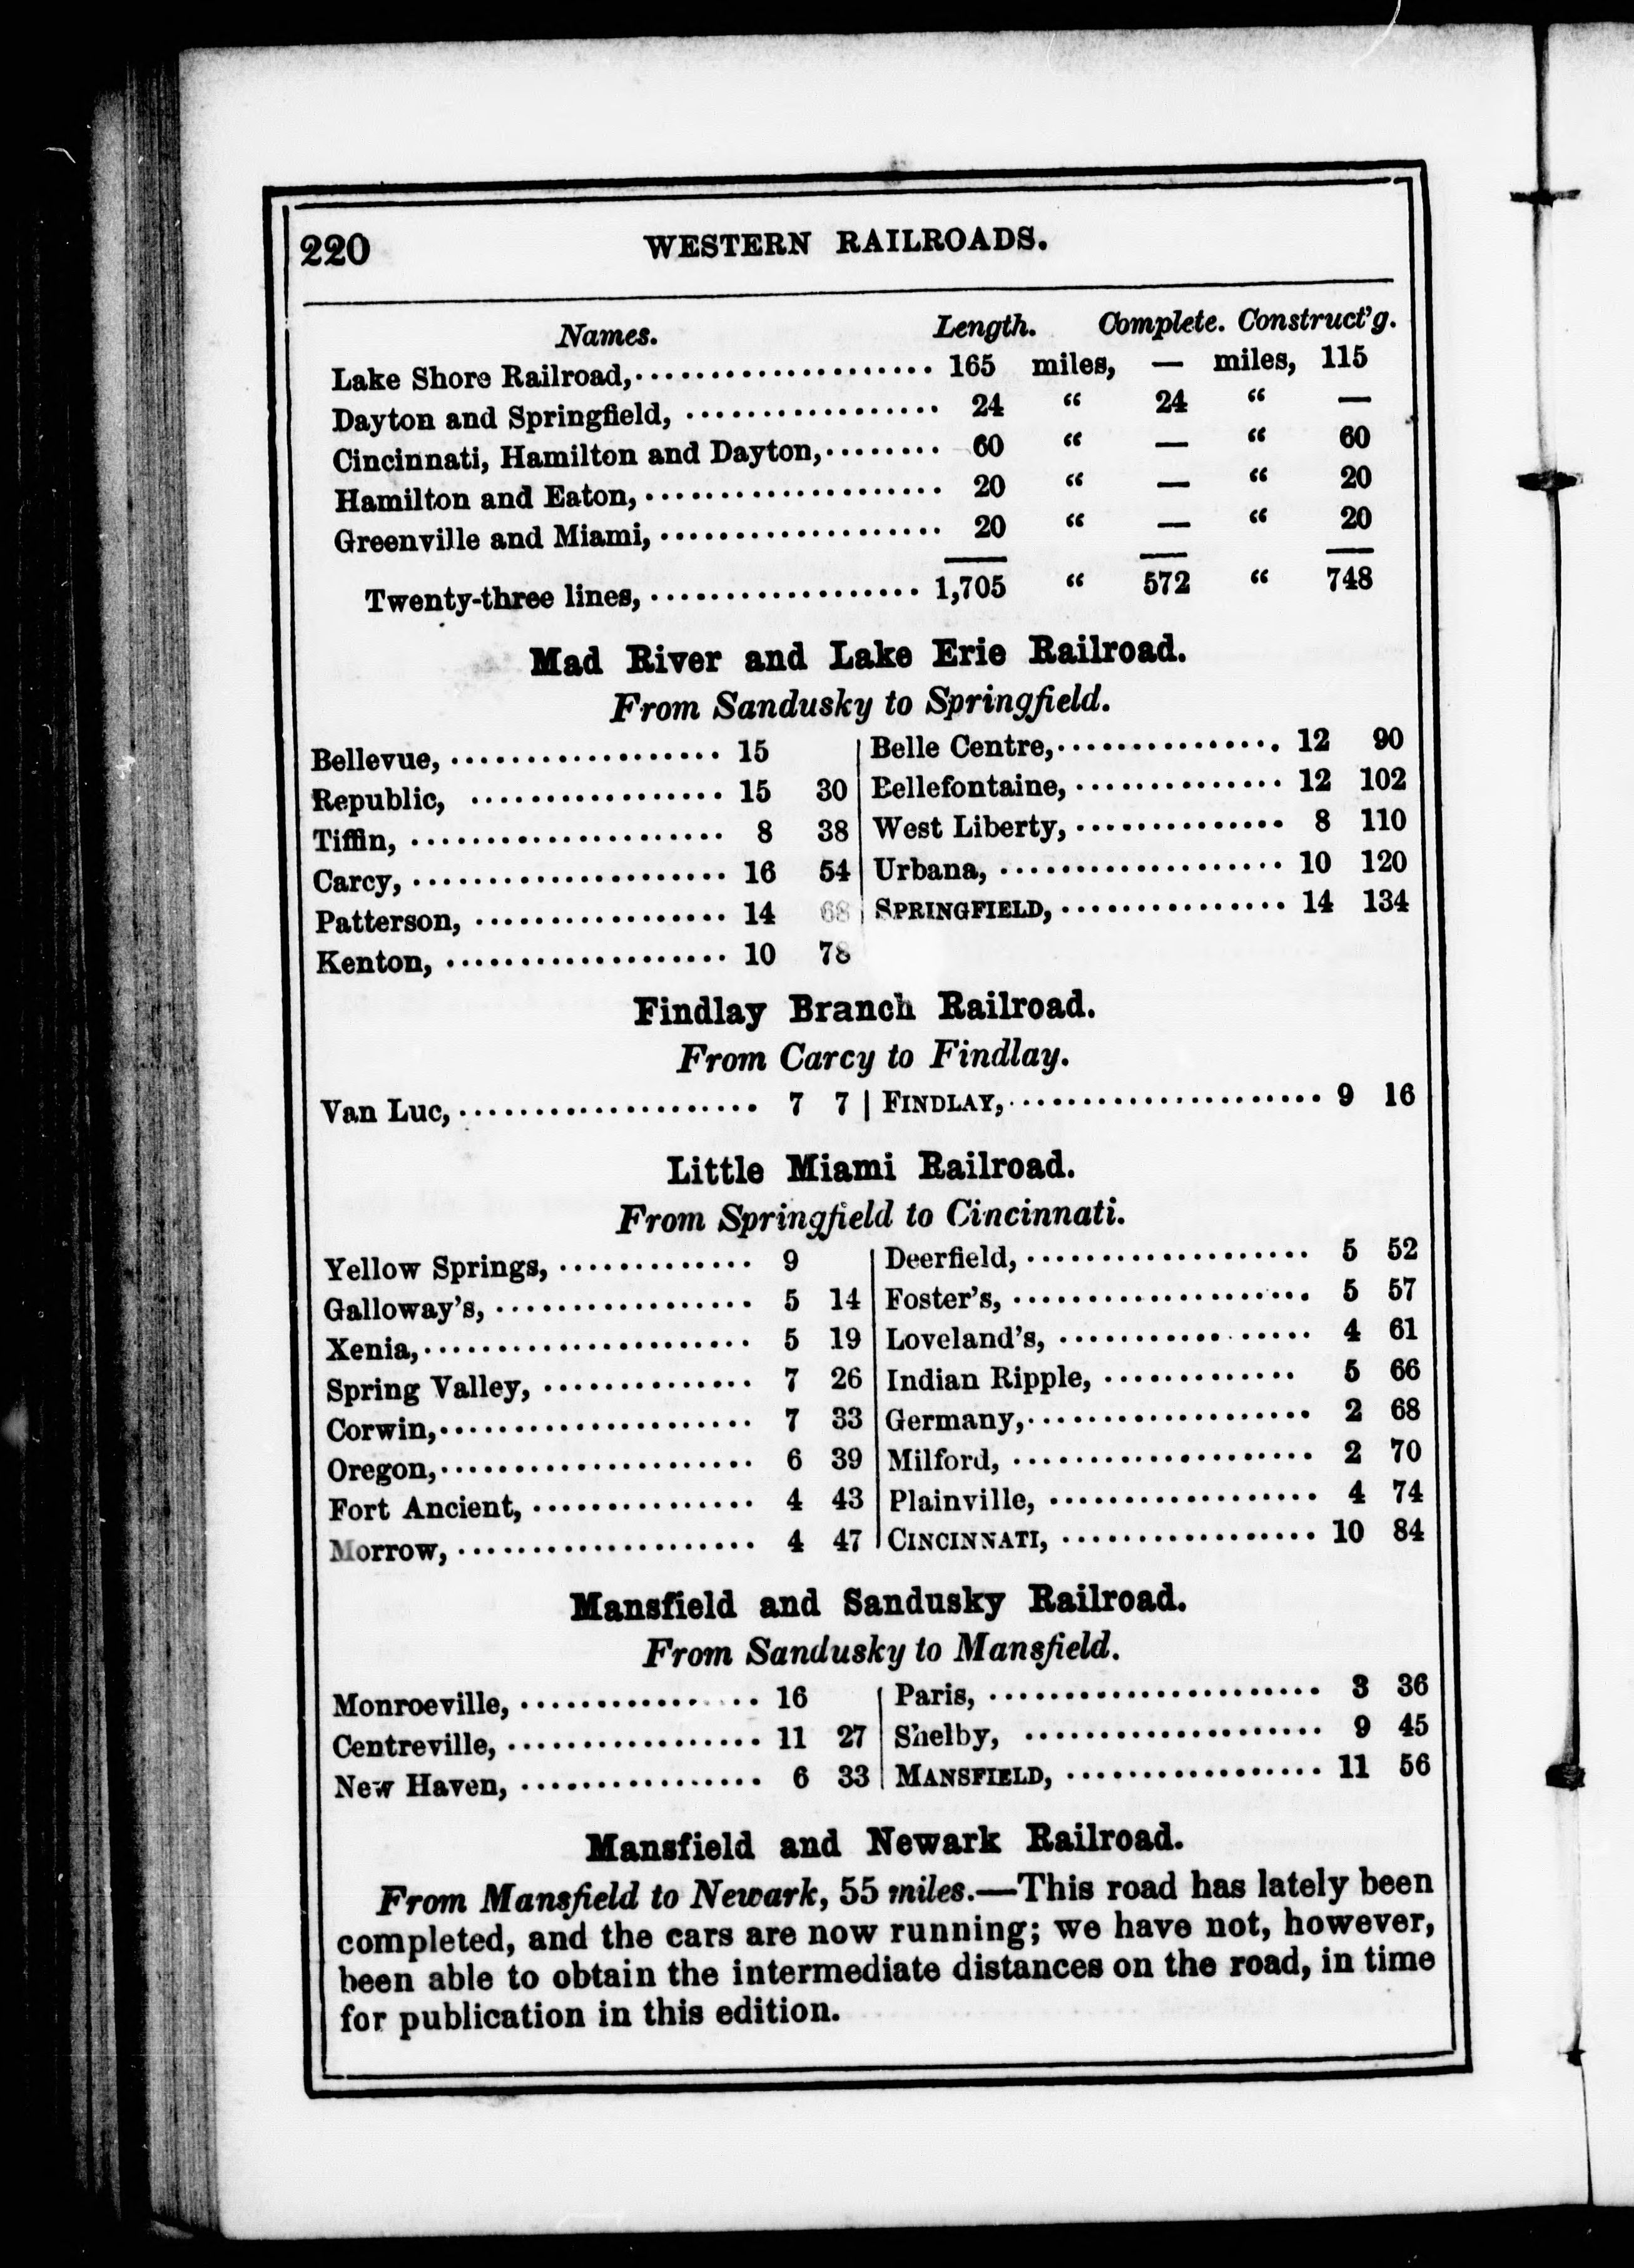 220 WESTERN RAILROADS.
Names. Length. Complete. Construct'g.
Lake Shore Railroad, 165 miles, — miles, 115
Dayton and Springfield, 24 “ 24 “ —
Cincinnati, Hamilton and Dayton, 60 “ — “ 60
Hamilton and Eaton, 20 “ — “ 20
Greenville and Miami, 20 “ — “ 20
Twenty-three lines, 1,705 “ 572 “ 748
Mad River and Lake Erie Railroad.
From Sandusky to Springfield.
Bellevue, 15
Republic, 15 30
Tiffin, 8 38
Carcy, 16 54
Patterson, 14 68
Kenton, 10 78
Belle Centre, 12 90
Bellefontaine, 12 102
West Liberty, 8 110
Urbana, 10 120
SPRINGFIELD, 14 134
Findlay Branch Railroad.
From Carcy to Findlay.
Van Luc, 7 7 | FINDLAY, 9 16
Little Miami Railroad.
From Springfield to Cincinnati.
Yellow Springs, 9
Galloway's, 5 14
Xenia, 5 19
Spring Valley, 7 26
Corwin, 7 33
Oregon, 6 39
Fort Ancient, 4 43
Morrow, 4 47
Deerfield, 5 52
Foster's, 5 57
Loveland's, 4 61
Indian Ripple, 5 66
Germany, 2 68
Milford, 2 70
Plainville, 4 74
CINCINNATI, 10 84
Mansfield and Sandusky Railroad.
From Sandusky to Mansfield.
Monroeville, 16
Centreville, 11 27
New Haven, 6 33
Paris, 3 36
Shelby, 9 45
MANSFIELD, 11 56
Mansfield and Newark Railroad.
From Mansfield to Newark, 55 miles.—This road has lately been
completed, and the cars are now running; we have not, however,
been able to obtain the intermediate distances on the road, in time
for publication in this edition.